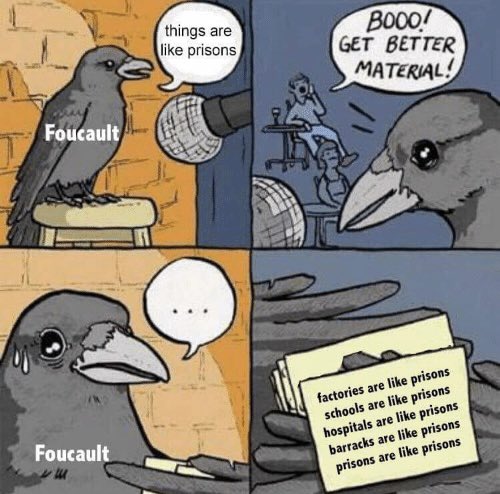 things are
like prisons
Foucault
BOOO!
GET BETTER
MATERIAL!
. . .
Foucault
factories are like prisons
schools are like prisons
hospitals are like prisons
barracks are like prisons
prisons are like prisons